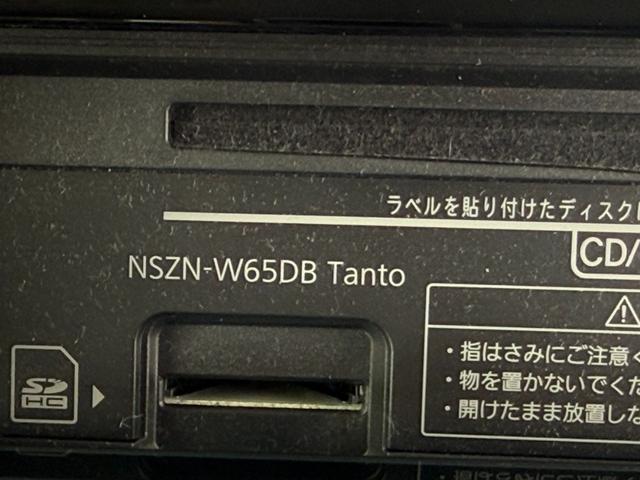 ラベルを貼り付けたディスク
CD/
NSZN-W65DB Tanto
・指はさみにご注意
・物を置かないでくだ
・開けたまま放置しな
SD
HC